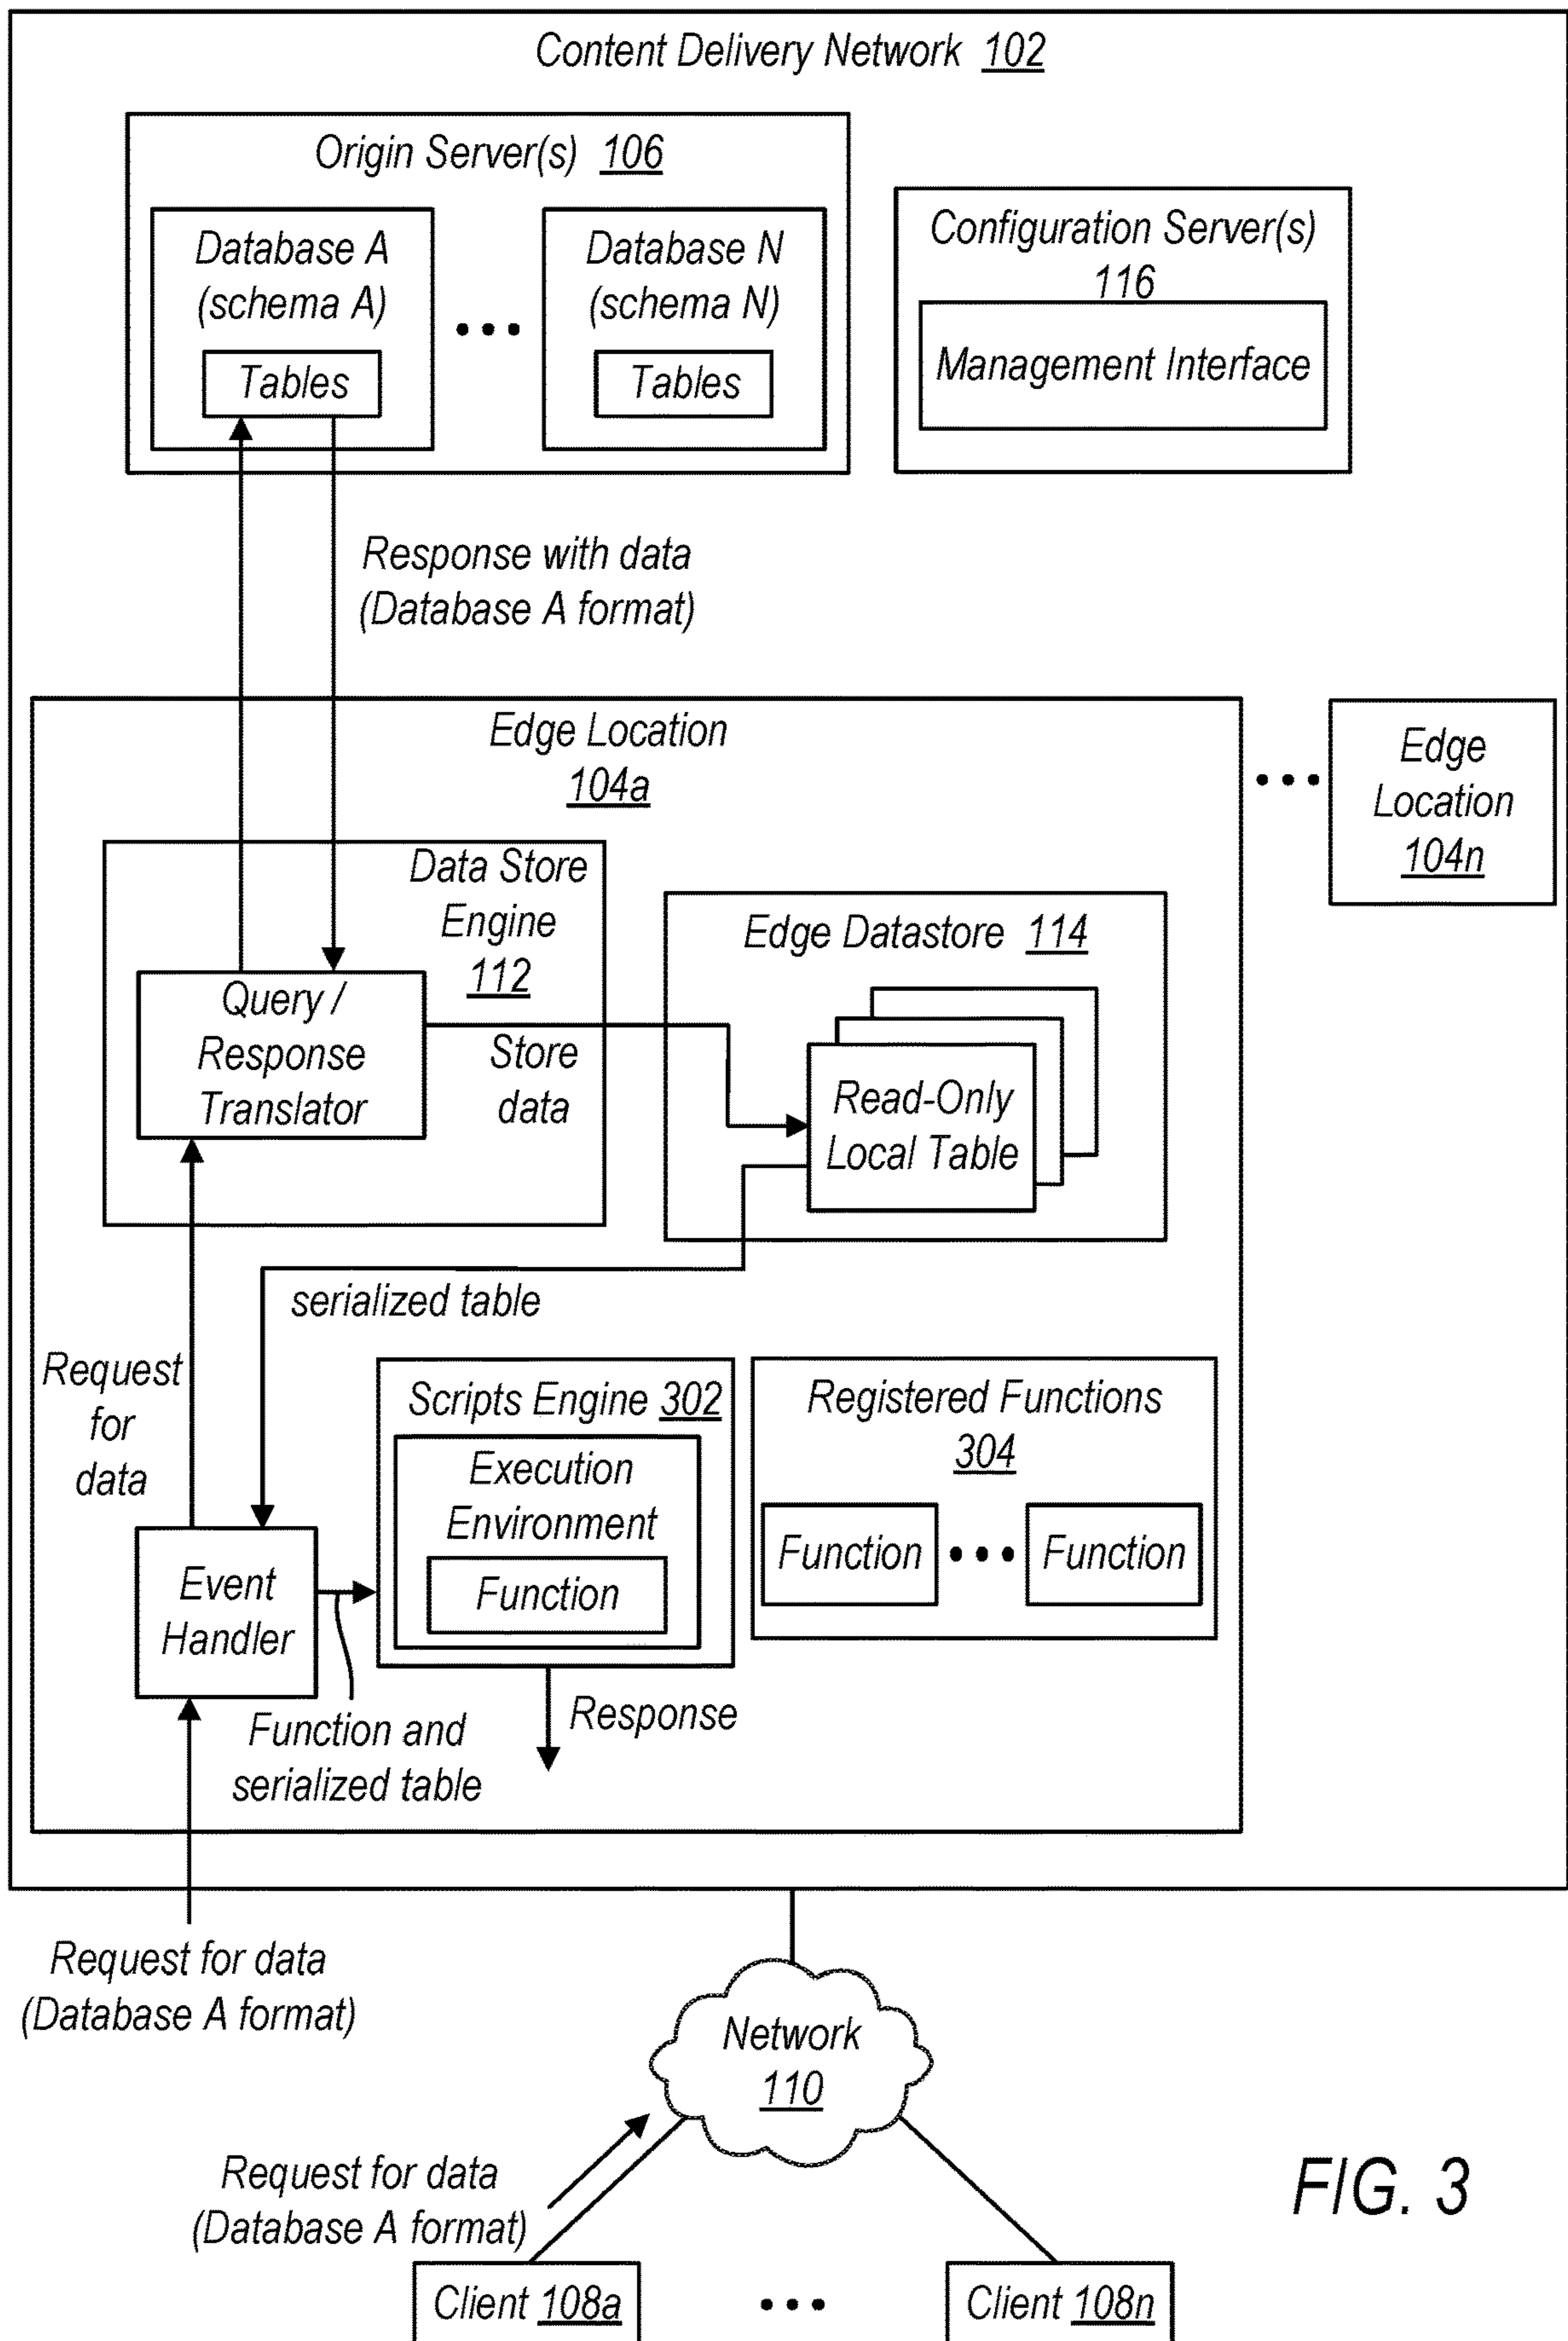 Content Delivery Network 102
Origin Server(s) 106
Database A
(schema A)
Tables
Database N
(schema N)
Tables
Configuration Server(s)
116
Management Interface
Response with data
(Database A format)
Edge Location
104a
Edge
Location
104n
Data Store
Engine
112
Query /
Response
Translator
Store
data
Edge Datastore 114
Read-Only
Local Table
serialized table
Request
for
data
Scripts Engine 302
Execution
Environment
Function
Registered Functions
304
Function
Function
Event
Handler
Function and
serialized table
Response
Request for data
(Database A format)
Network
110
Request for data
(Database A format)
Client 108a
Client 108n
FIG. 3